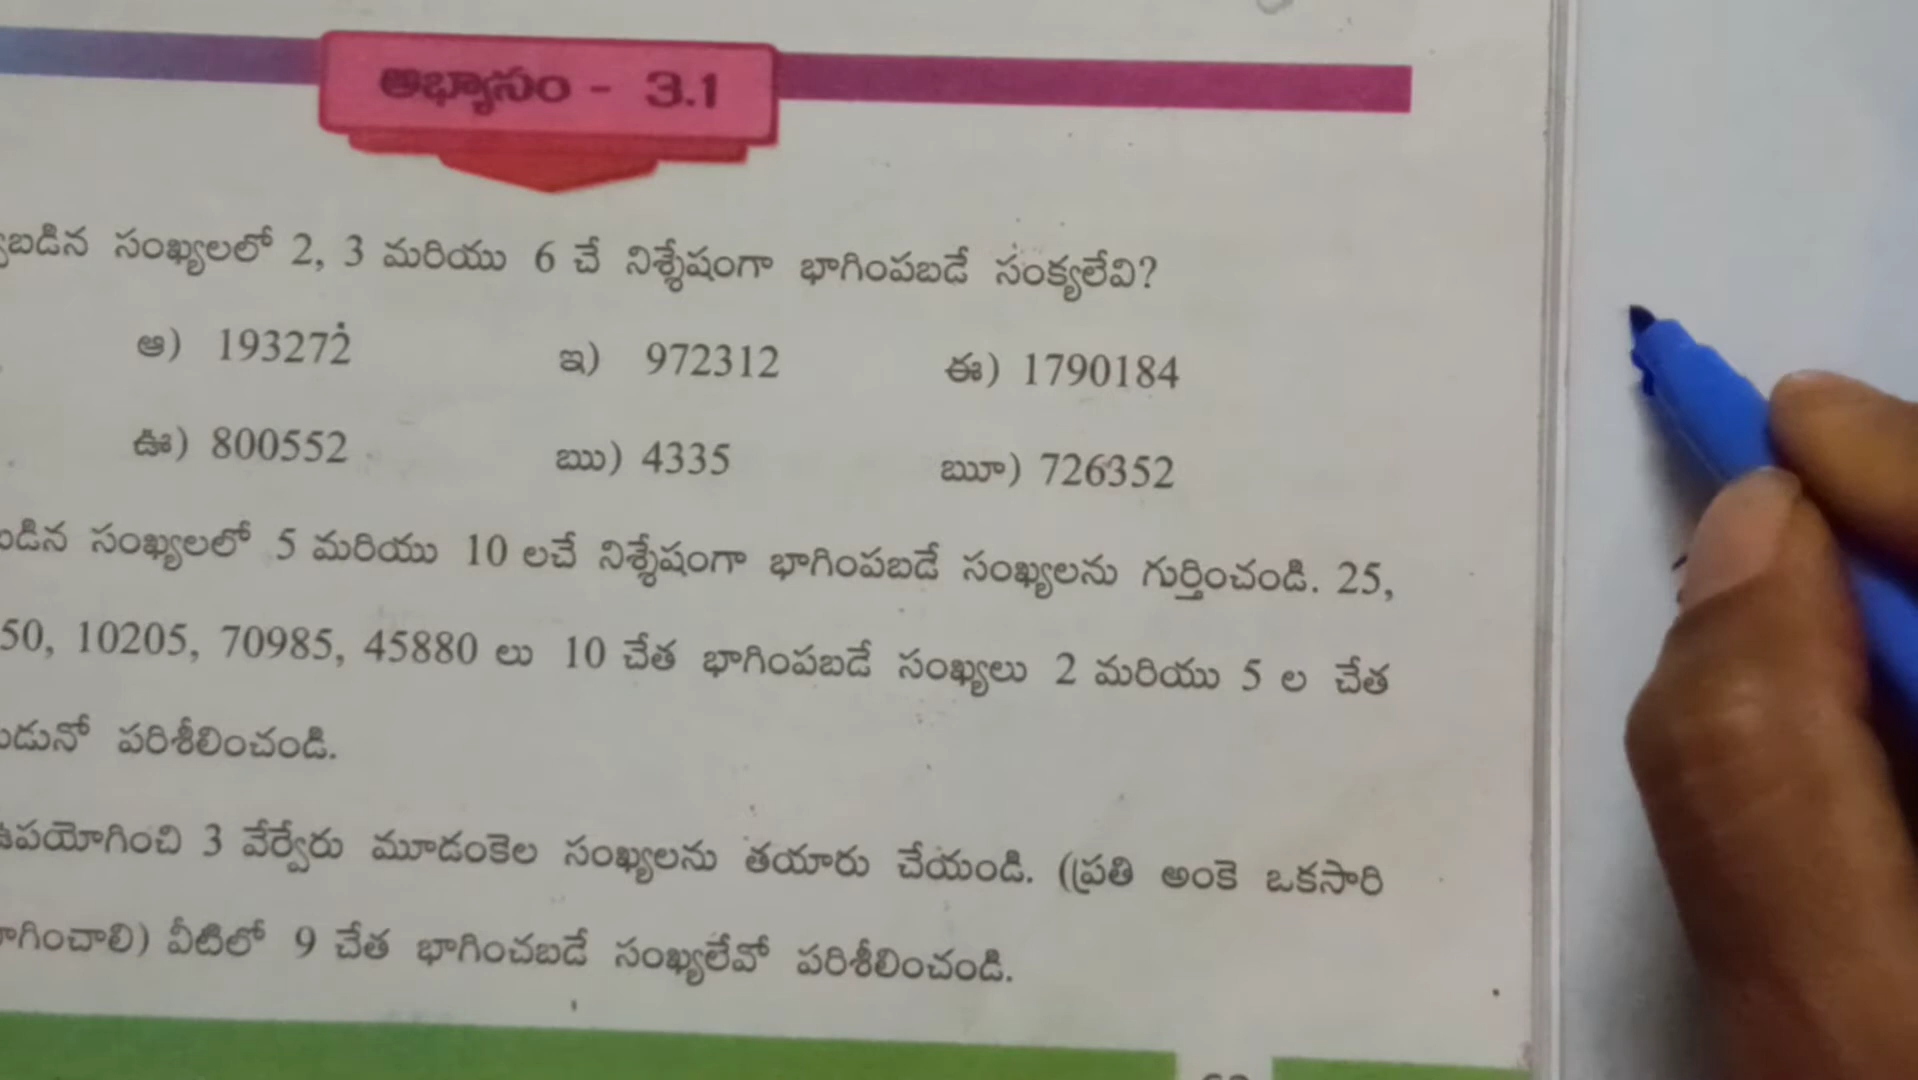 అభ్యాసం - 3.1
సంఖ్యలలో 2, 3 మరియు 6 చే నిశ్శేషంగా భాగింపబడే సంక్యలేవి?
ఆ) 193272 ఇ) 972312 ఈ) 1790184
ఊ) 800552 ఋ) 4335 ౠ) 726352
సంఖ్యలలో 5 మరియు 10 లచే నిశ్శేషంగా భాగింపబడే సంఖ్యలను గుర్తించండి. 25,
50, 10205, 70985, 45880 లు 10 చేత భాగింపబడే సంఖ్యలు 2 మరియు 5 ల చేత
పరిశీలించండి.
ఉపయోగించి 3 వేర్వేరు మూడంకెల సంఖ్యలను తయారు చేయండి. (ప్రతి అంకె ఒకసారి
వీటిలో 9 చేత భాగించబడే సంఖ్యలేవో పరిశీలించండి.